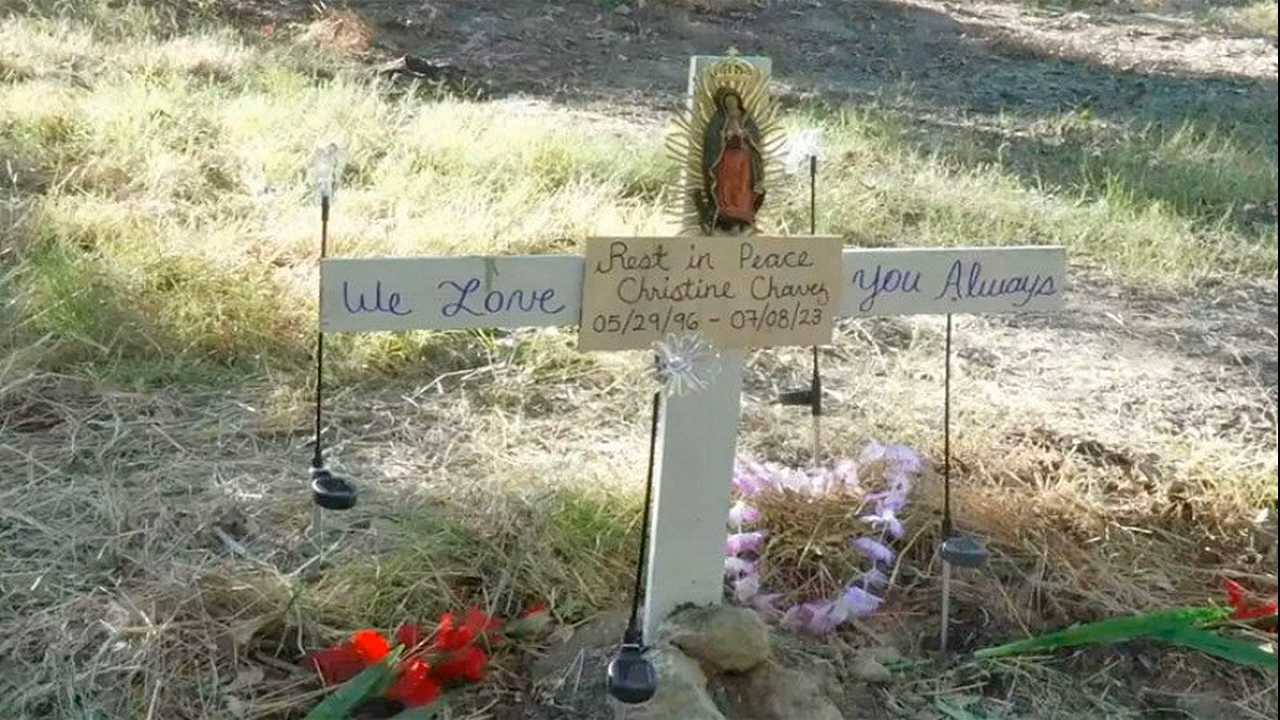 We Love
Rest in Peace
Christine Chavez
05/29/96 - 07/08/23
you Always